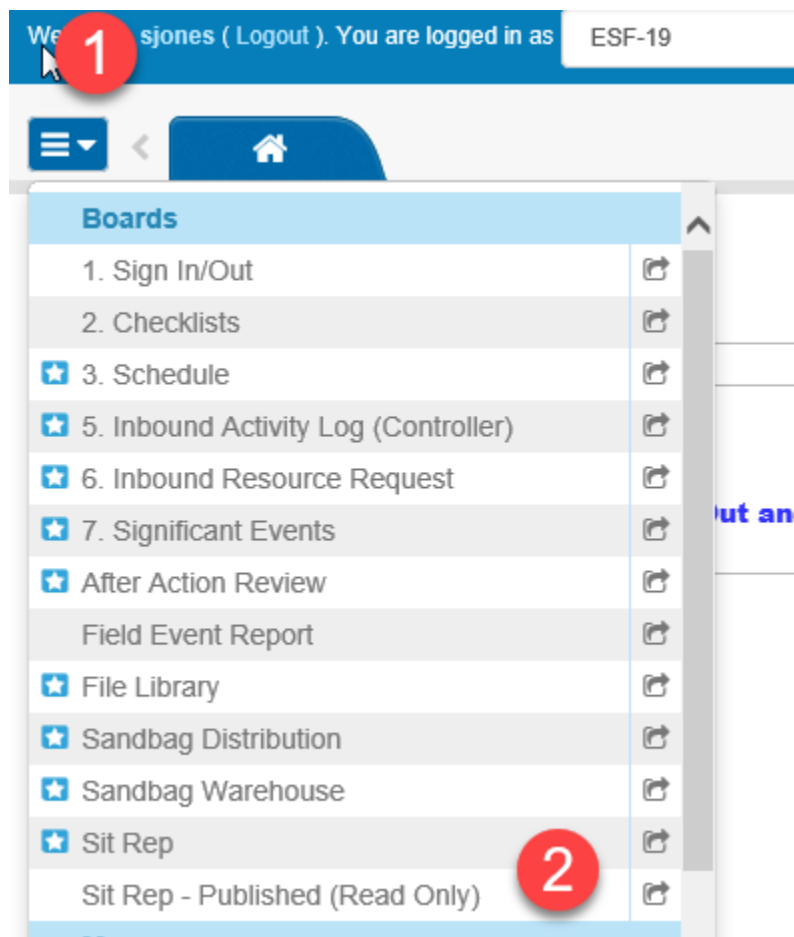 We
1
sjones ( Logout ). You are logged in as
ESF-19
Boards
1. Sign In/Out
2. Checklists
3. Schedule
5. Inbound Activity Log (Controller)
6. Inbound Resource Request
7. Significant Events
ut an
After Action Review
Field Event Report
File Library
Sandbag Distribution
Sandbag Warehouse
Sit Rep
2
Sit Rep - Published (Read Only)